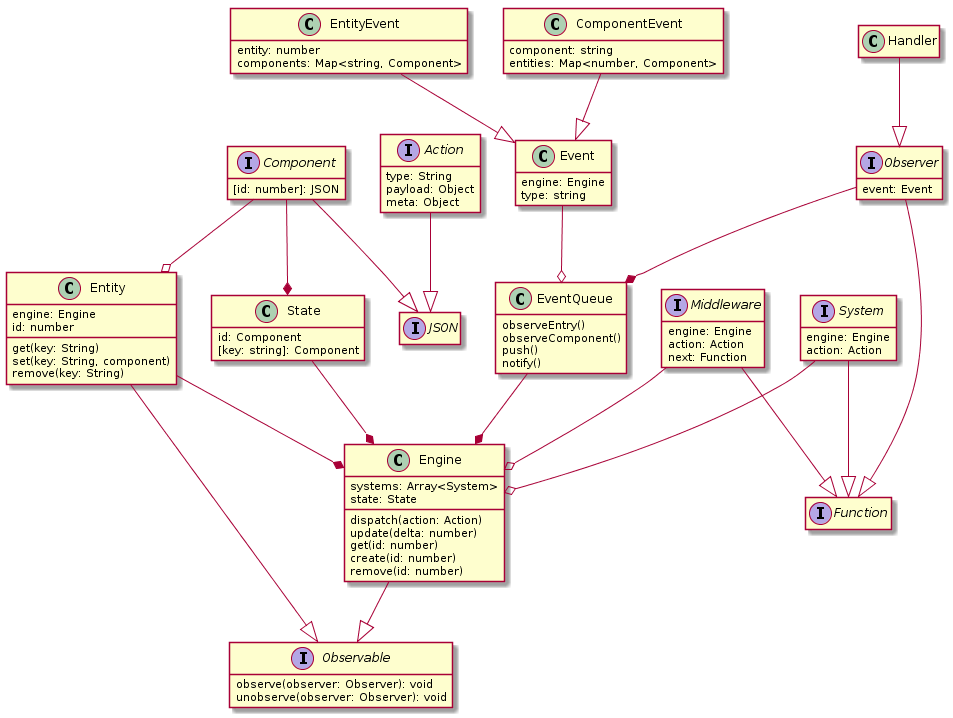 C EntityEvent
entity: number
components: Map<string, Component>
C ComponentEvent
component: string
entities: Map<number, Component>
C Handler
I Component
[id: number]: JSON
I Action
type: String
payload: Object
meta: Object
C Event
engine: Engine
type: string
I Observer
event: Event
C Entity
engine: Engine
id: number
get(key: String)
set(key: String, component)
remove(key: String)
C State
id: Component
[key: string]: Component
I JSON
C EventQueue
observeEntry()
observeComponent()
push()
notify()
I Middleware
engine: Engine
action: Action
next: Function
I System
engine: Engine
action: Action
C Engine
systems: Array<System>
state: State
dispatch(action: Action)
update(delta: number)
get(id: number)
create(id: number)
remove(id: number)
I Function
I Observable
observe(observer: Observer): void
unobserve(observer: Observer): void